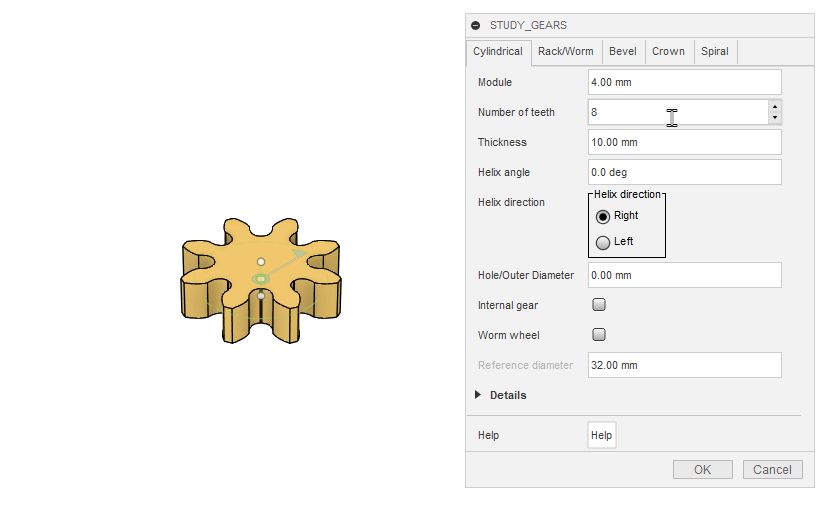 STUDY_GEARS
Cylindrical Rack/Worm Bevel Crown Spiral
Module 4.00 mm
Number of teeth 8
Thickness 10.00 mm
Helix angle 0.0 deg
Helix direction
Helix direction
Right
Left
Hole/Outer Diameter 0.00 mm
Internal gear
Worm wheel
Reference diameter 32.00 mm
Details
Help Help
OK Cancel